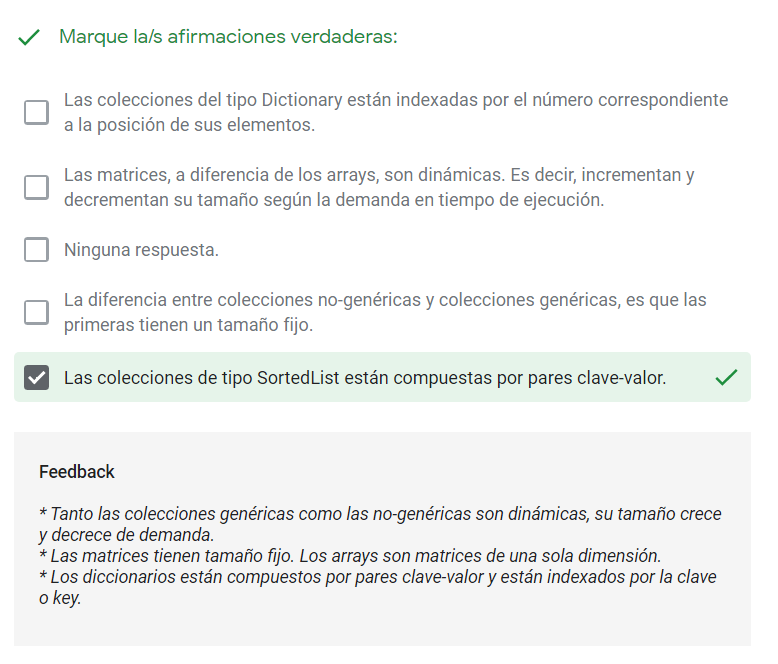 Marque la/s afirmaciones verdaderas:
Las colecciones del tipo Dictionary están indexadas por el número correspondiente
a la posición de sus elementos.
Las matrices, a diferencia de los arrays, son dinámicas. Es decir, incrementan y
decrementan su tamaño según la demanda en tiempo de ejecución.
Ninguna respuesta.
La diferencia entre colecciones no-genéricas y colecciones genéricas, es que las
primeras tienen un tamaño fijo.
Las colecciones de tipo SortedList están compuestas por pares clave-valor.
Feedback
* Tanto las colecciones genéricas como las no-genéricas son dinámicas, su tamaño crece
y decrece de demanda.
* Las matrices tienen tamaño fijo. Los arrays son matrices de una sola dimensión.
* Los diccionarios están compuestos por pares clave-valor y están indexados por la clave
o key.